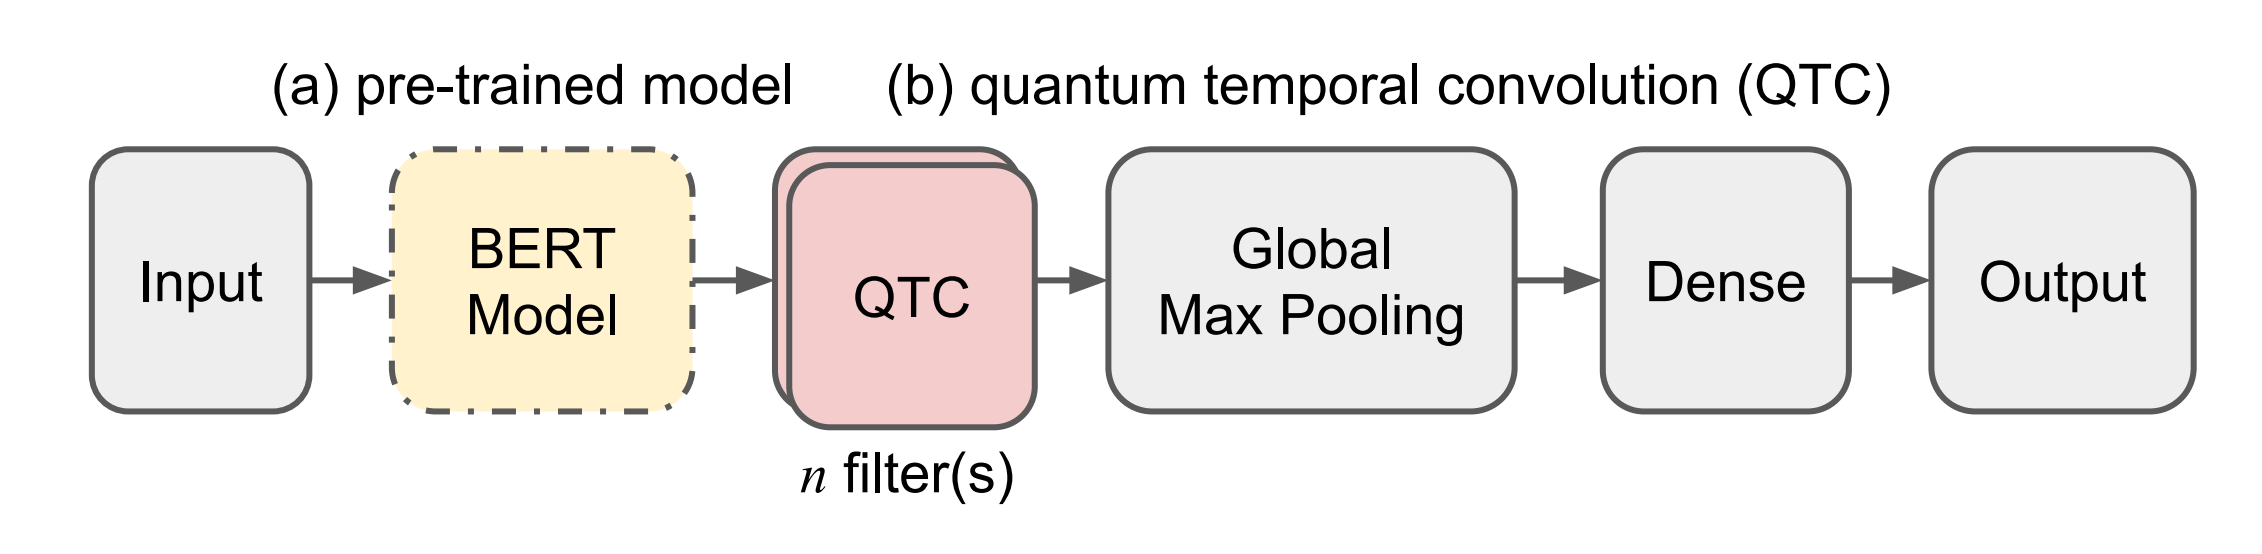 (a) pre-trained model
(b) quantum temporal convolution (QTC)
Input
BERT
Model
QTC
n filter(s)
Global
Max Pooling
Dense
Output